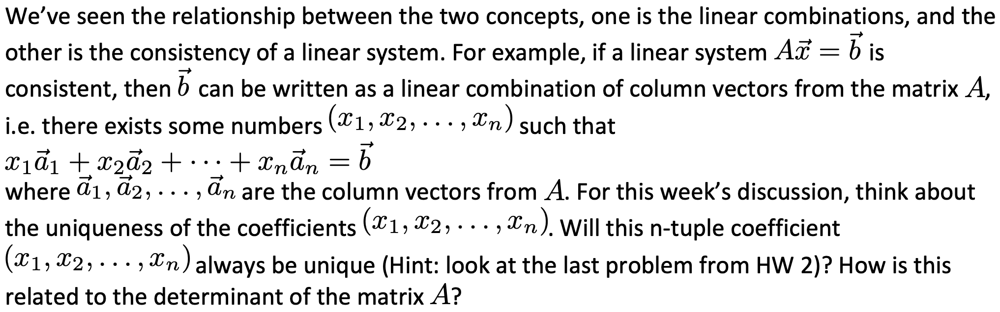 We’ve seen the relationship between the two concepts, one is the linear combinations, and the
other is the consistency of a linear system. For example, if a linear system $A\vec{x} = \vec{b}$ is
consistent, then $\vec{b}$ can be written as a linear combination of column vectors from the matrix $A$,
i.e. there exists some numbers $(x_1, x_2, \ldots, x_n)$ such that
$x_1\vec{a}_1 + x_2\vec{a}_2 + \cdots + x_n\vec{a}_n = \vec{b}$
where $\vec{a}_1, \vec{a}_2, \ldots, \vec{a}_n$ are the column vectors from $A$. For this week’s discussion, think about
the uniqueness of the coefficients $(x_1, x_2, \ldots, x_n)$. Will this n-tuple coefficient
$(x_1, x_2, \ldots, x_n)$ always be unique (Hint: look at the last problem from HW 2)? How is this
related to the determinant of the matrix $A$?